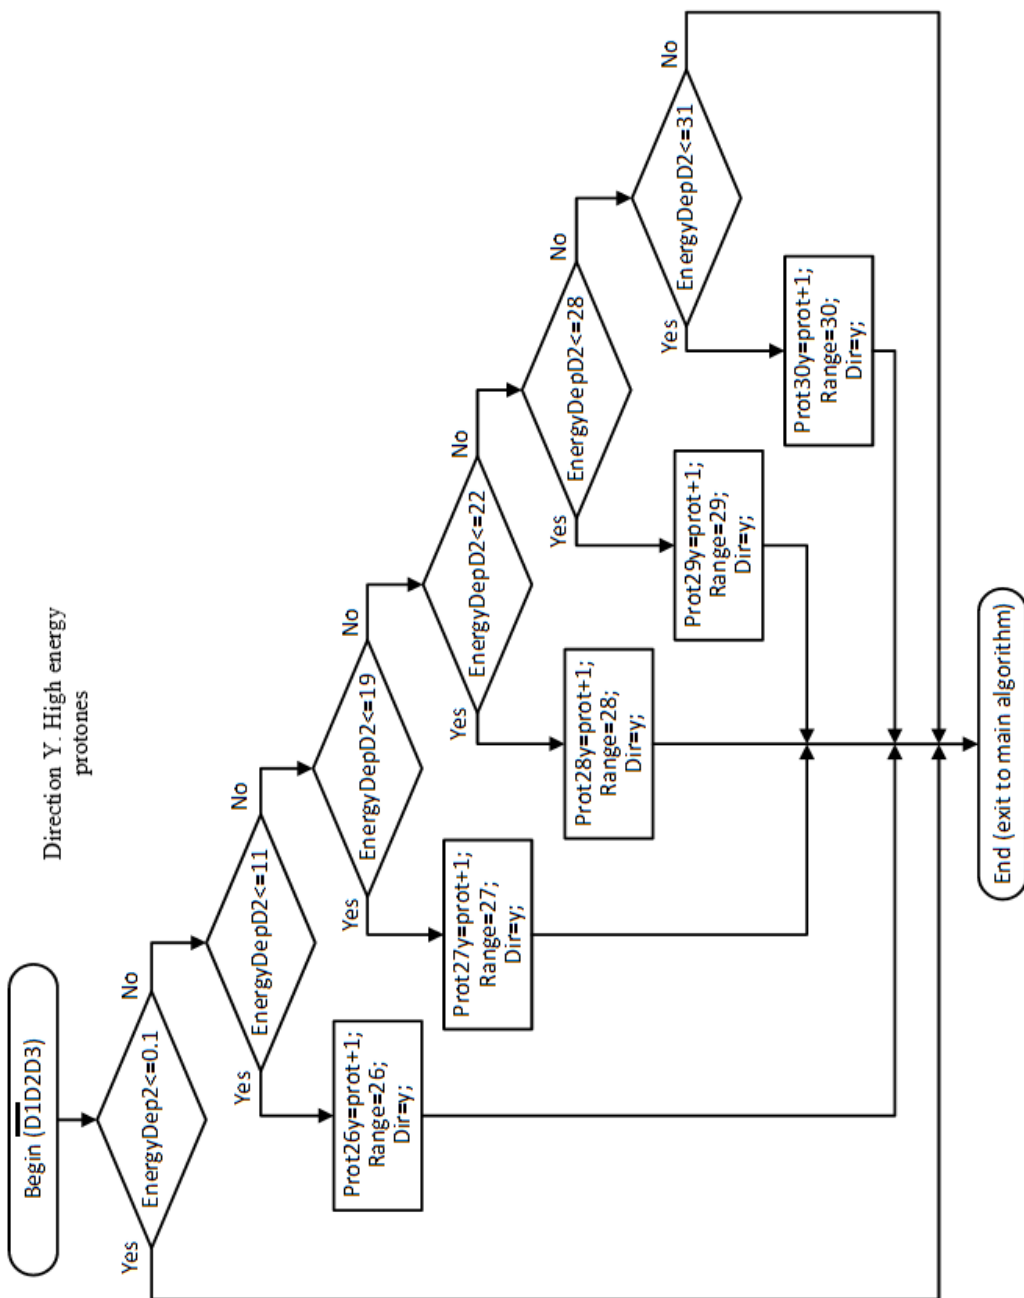 Direction Y. High energy
protones
Begin (D̅1D2D3)
EnergyDep2<=0.1
Yes
No
EnergyDepD2<=11
Yes
No
Prot26y=prot+1;
Range=26;
Dir=y;
EnergyDepD2<=19
Yes
No
Prot27y=prot+1;
Range=27;
Dir=y;
EnergyDepD2<=22
Yes
No
Prot28y=prot+1;
Range=28;
Dir=y;
EnergyDepD2<=28
Yes
No
Prot29y=prot+1;
Range=29;
Dir=y;
EnergyDepD2<=31
Yes
No
Prot30y=prot+1;
Range=30;
Dir=y;
End (exit to main algorithm)